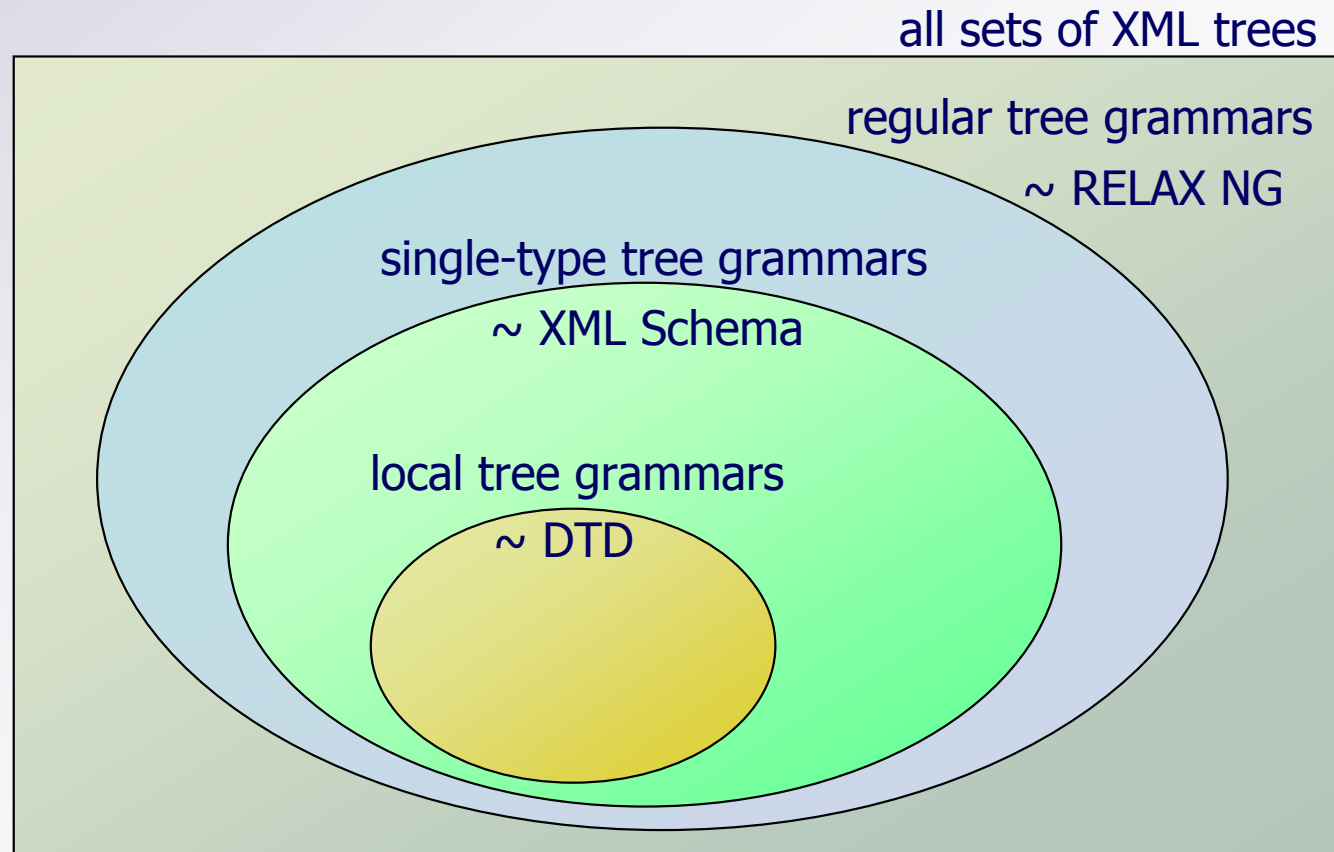 all sets of XML trees
regular tree grammars
~ RELAX NG
single-type tree grammars
~ XML Schema
local tree grammars
~ DTD